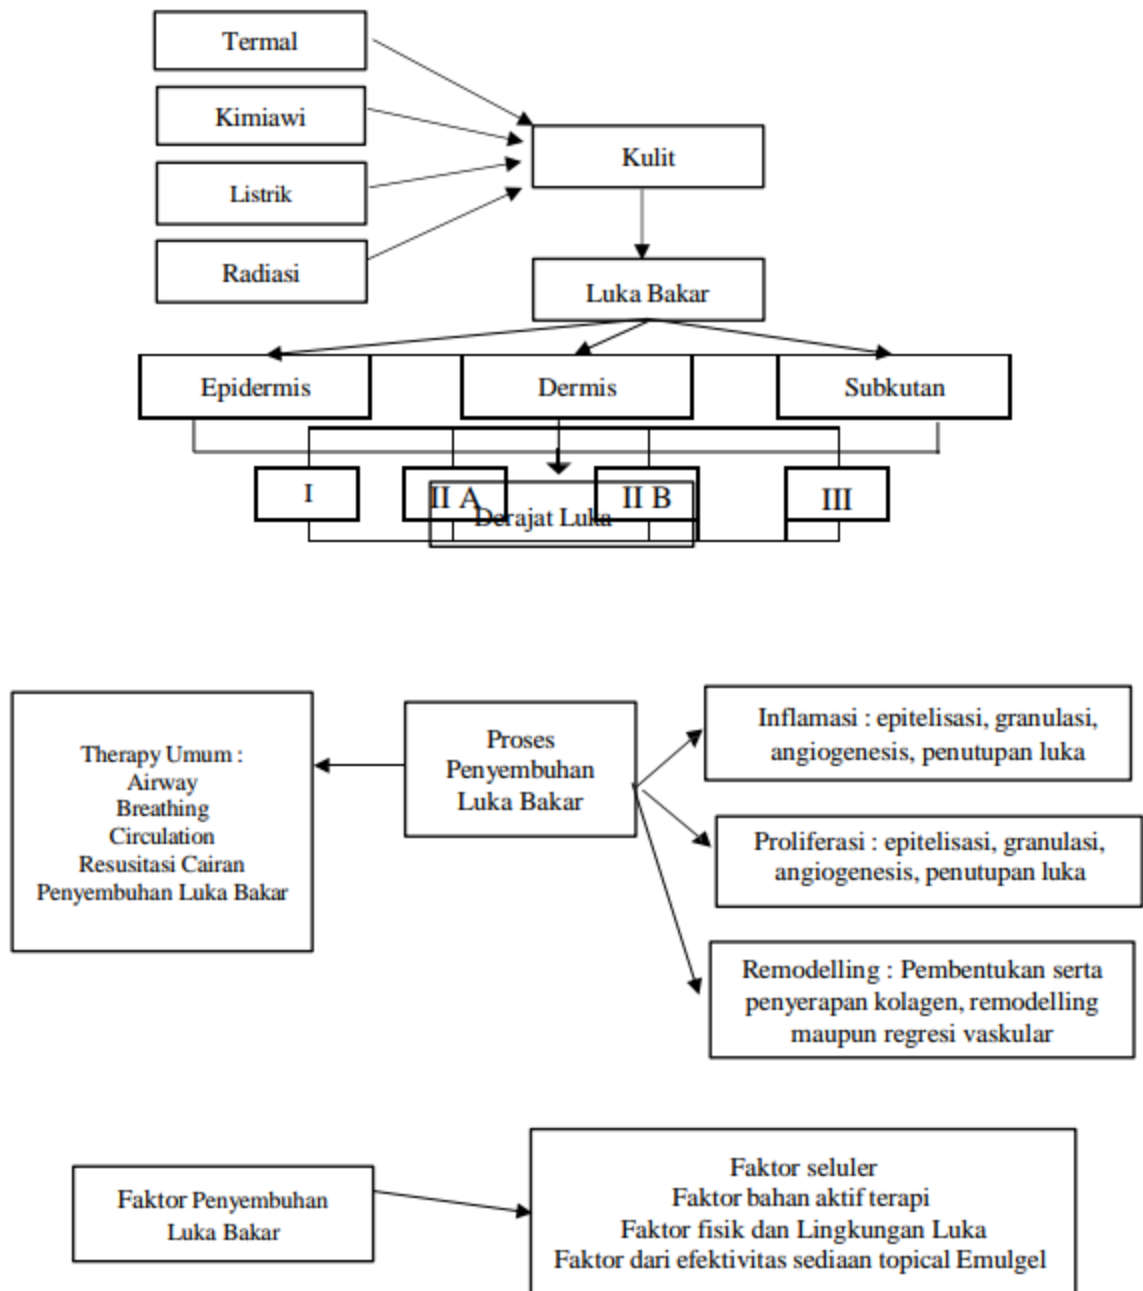 Termal
Kimiawi
Listrik
Radiasi
Kulit
Luka Bakar
Epidermis
Dermis
Subkutan
I
II A
II B
III
Derajat Luka
Therapy Umum :
Airway
Breathing
Circulation
Resusitasi Cairan
Penyembuhan Luka Bakar
Proses
Penyembuhan
Luka Bakar
Inflamasi : epitelisasi, granulasi,
angiogenesis, penutupan luka
Proliferasi : epitelisasi, granulasi,
angiogenesis, penutupan luka
Remodelling : Pembentukan serta
penyerapan kolagen, remodelling
maupun regresi vaskular
Faktor Penyembuhan
Luka Bakar
Faktor seluler
Faktor bahan aktif terapi
Faktor fisik dan Lingkungan Luka
Faktor dari efektivitas sediaan topical Emulgel